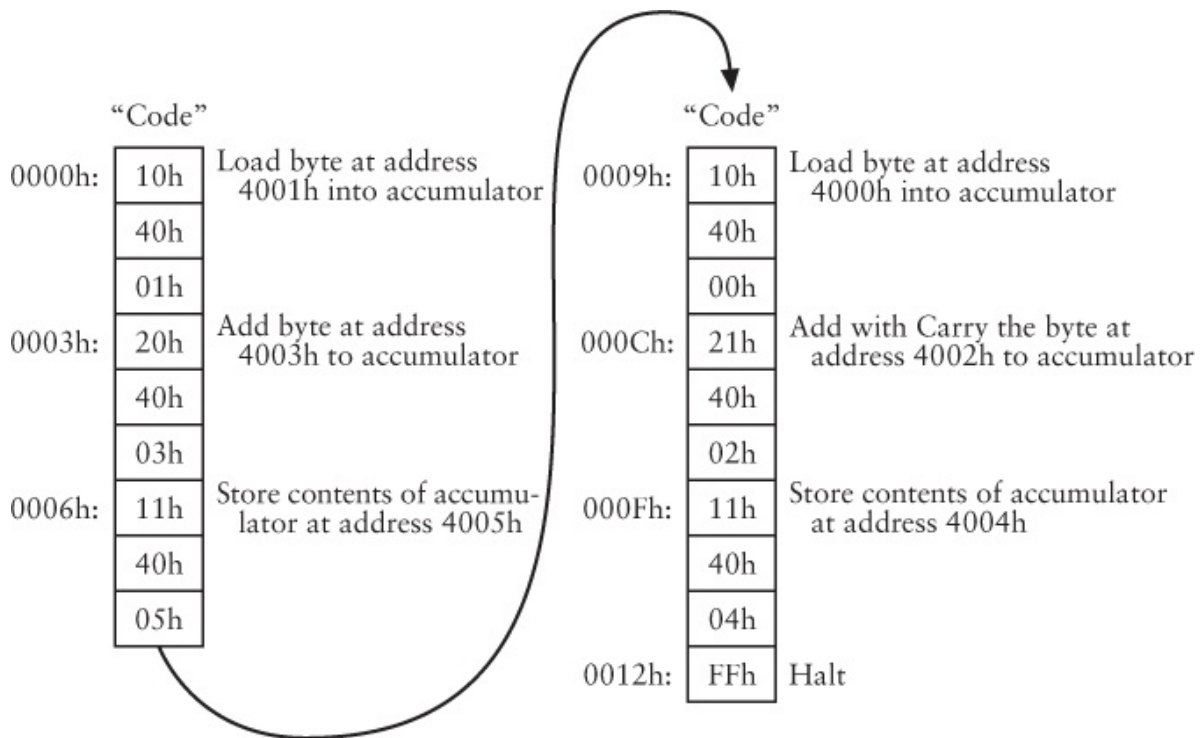 “Code”
0000h: 10h Load byte at address
4001h into accumulator
40h
01h
0003h: 20h Add byte at address
4003h to accumulator
40h
03h
0006h: 11h Store contents of accumu-
lator at address 4005h
40h
05h
“Code”
0009h: 10h Load byte at address
4000h into accumulator
40h
00h
000Ch: 21h Add with Carry the byte at
address 4002h to accumulator
40h
02h
000Fh: 11h Store contents of accumulator
at address 4004h
40h
04h
0012h: FFh Halt